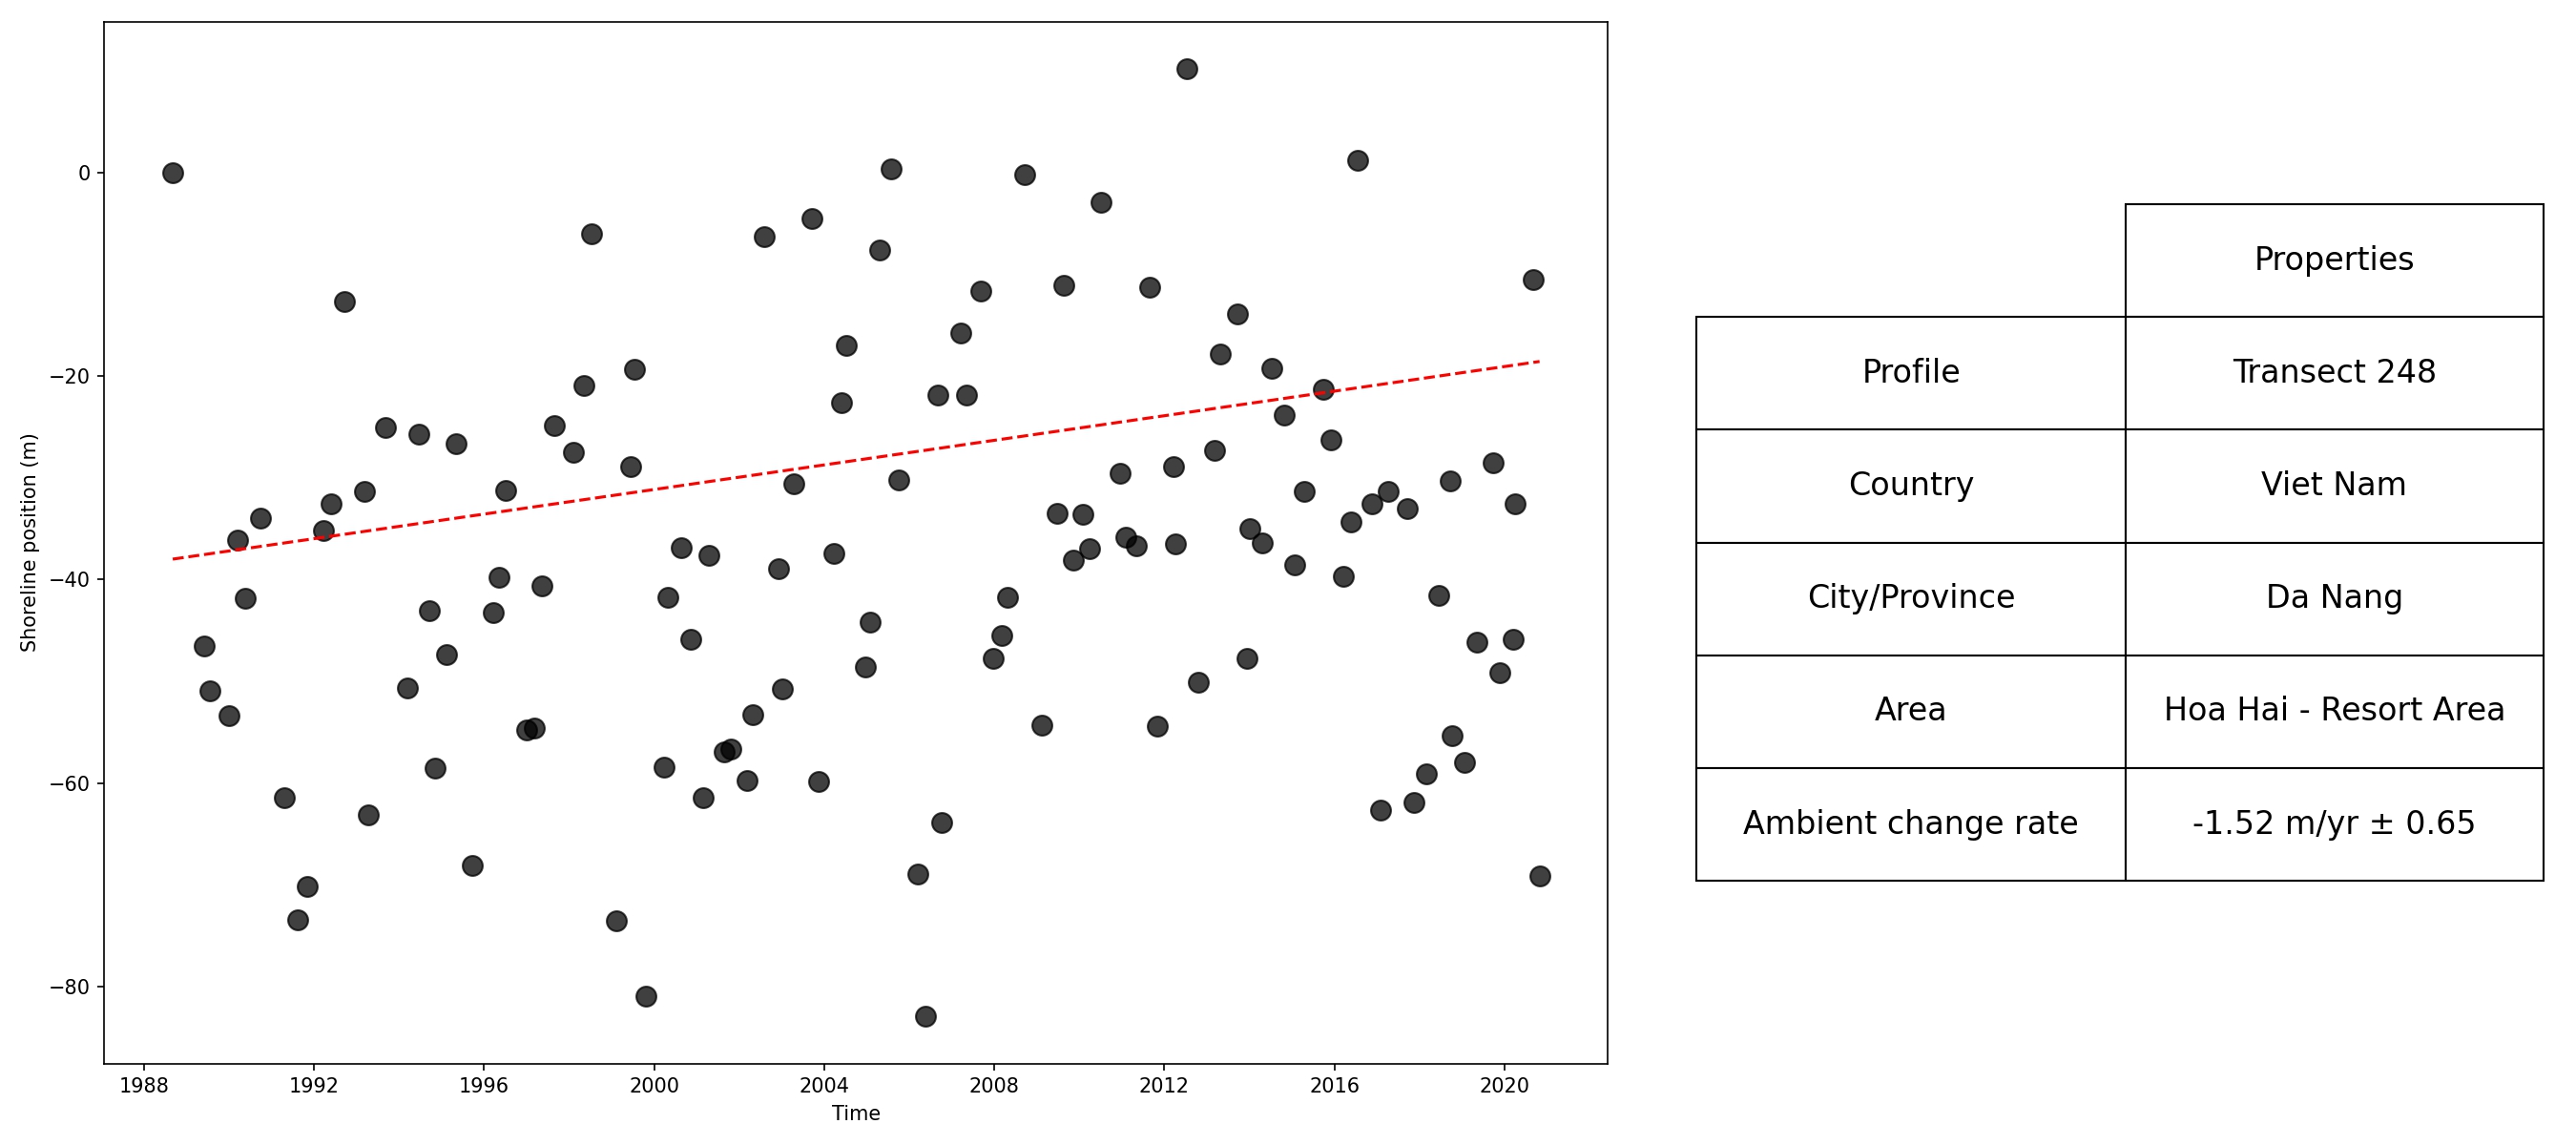 Shoreline position (m)
0
−20
−40
−60
−80
1988 1992 1996 2000 2004 2008 2012 2016 2020
Time
Properties
Profile Transect 248
Country Viet Nam
City/Province Da Nang
Area Hoa Hai - Resort Area
Ambient change rate -1.52 m/yr ± 0.65